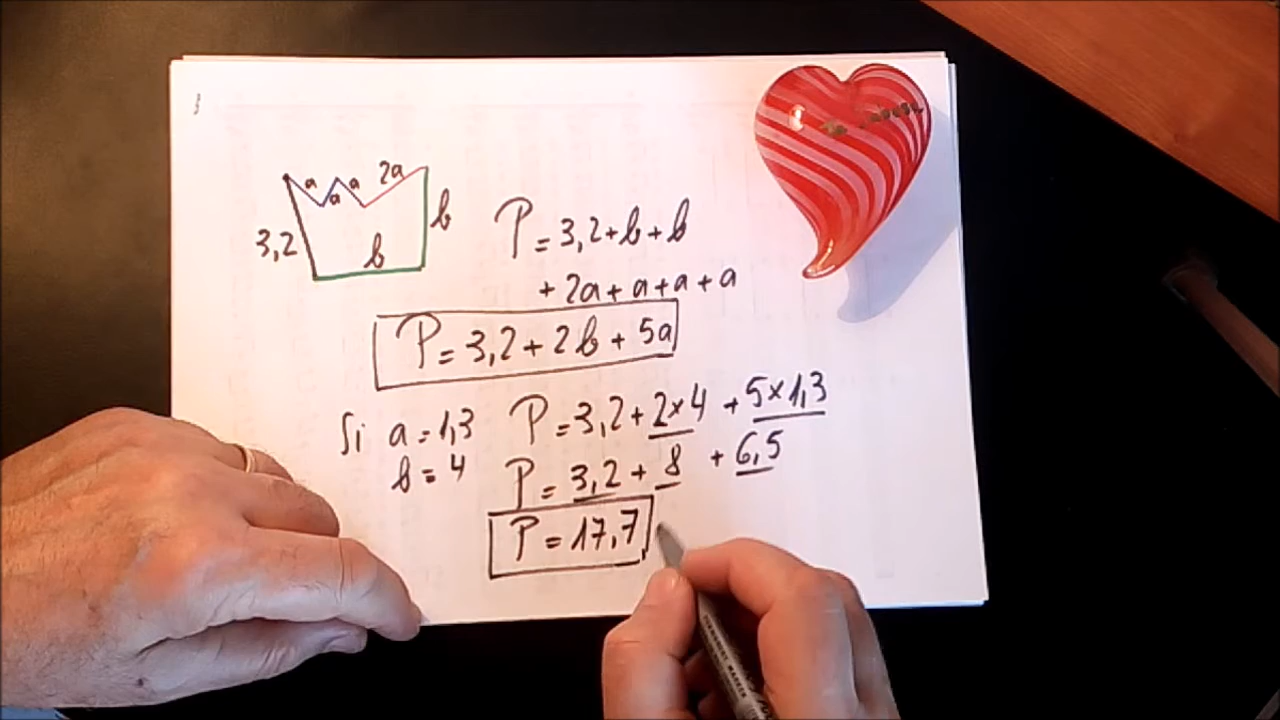 3
a a 2a
a
3,2 b b
P = 3,2 + b + b
+ 2a + a + a + a
P = 3,2 + 2b + 5a
Si a = 1,3 P = 3,2 + 2×4 + 5×1,3
b = 4 P = 3,2 + 8 + 6,5
P = 17,7